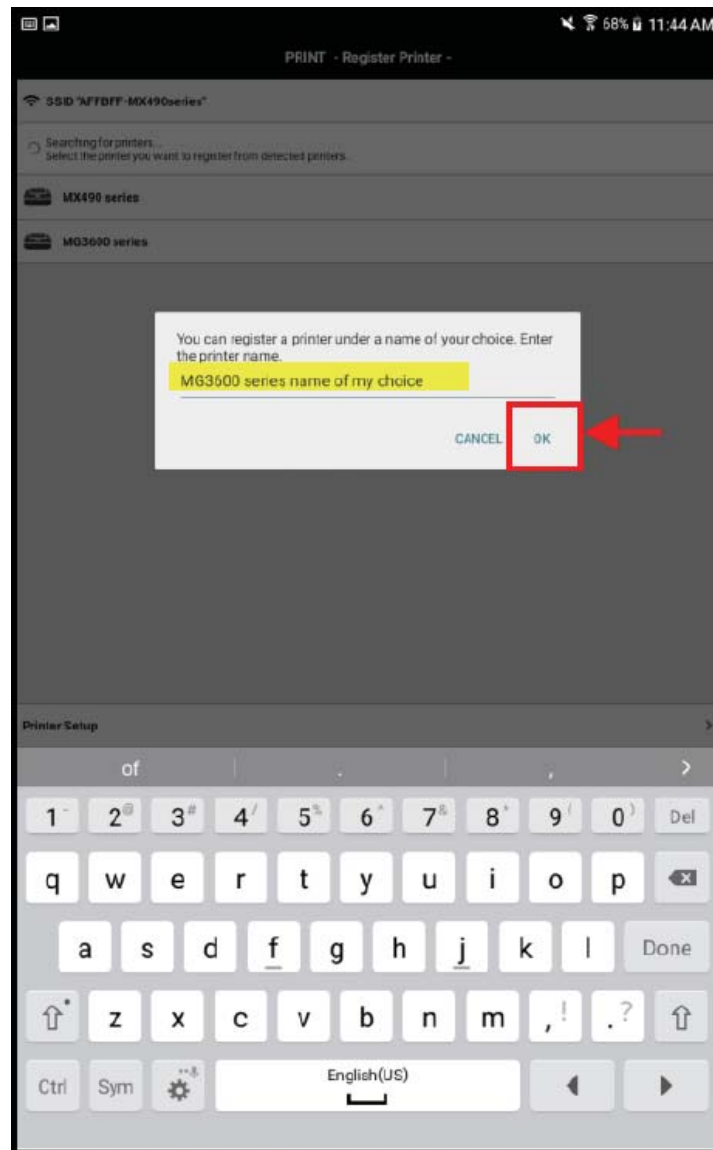 68% 11:44 AM
PRINT - Register Printer -
SSID "AFFBFF-MX490series"
Searching for printers...
Select the printer you want to register from detected printers.
MX490 series
MG3600 series
You can register a printer under a name of your choice. Enter
the printer name.
MG3600 series name of my choice
CANCEL OK
Printer Setup >
of . , >
1 - 2 @ 3 # 4 / 5 % 6 ^ 7 & 8 * 9 ( 0 ) Del
q w e r t y u i o p
a s d f g h j k l Done
z x c v b n m , ! . ?
Ctrl Sym English(US)